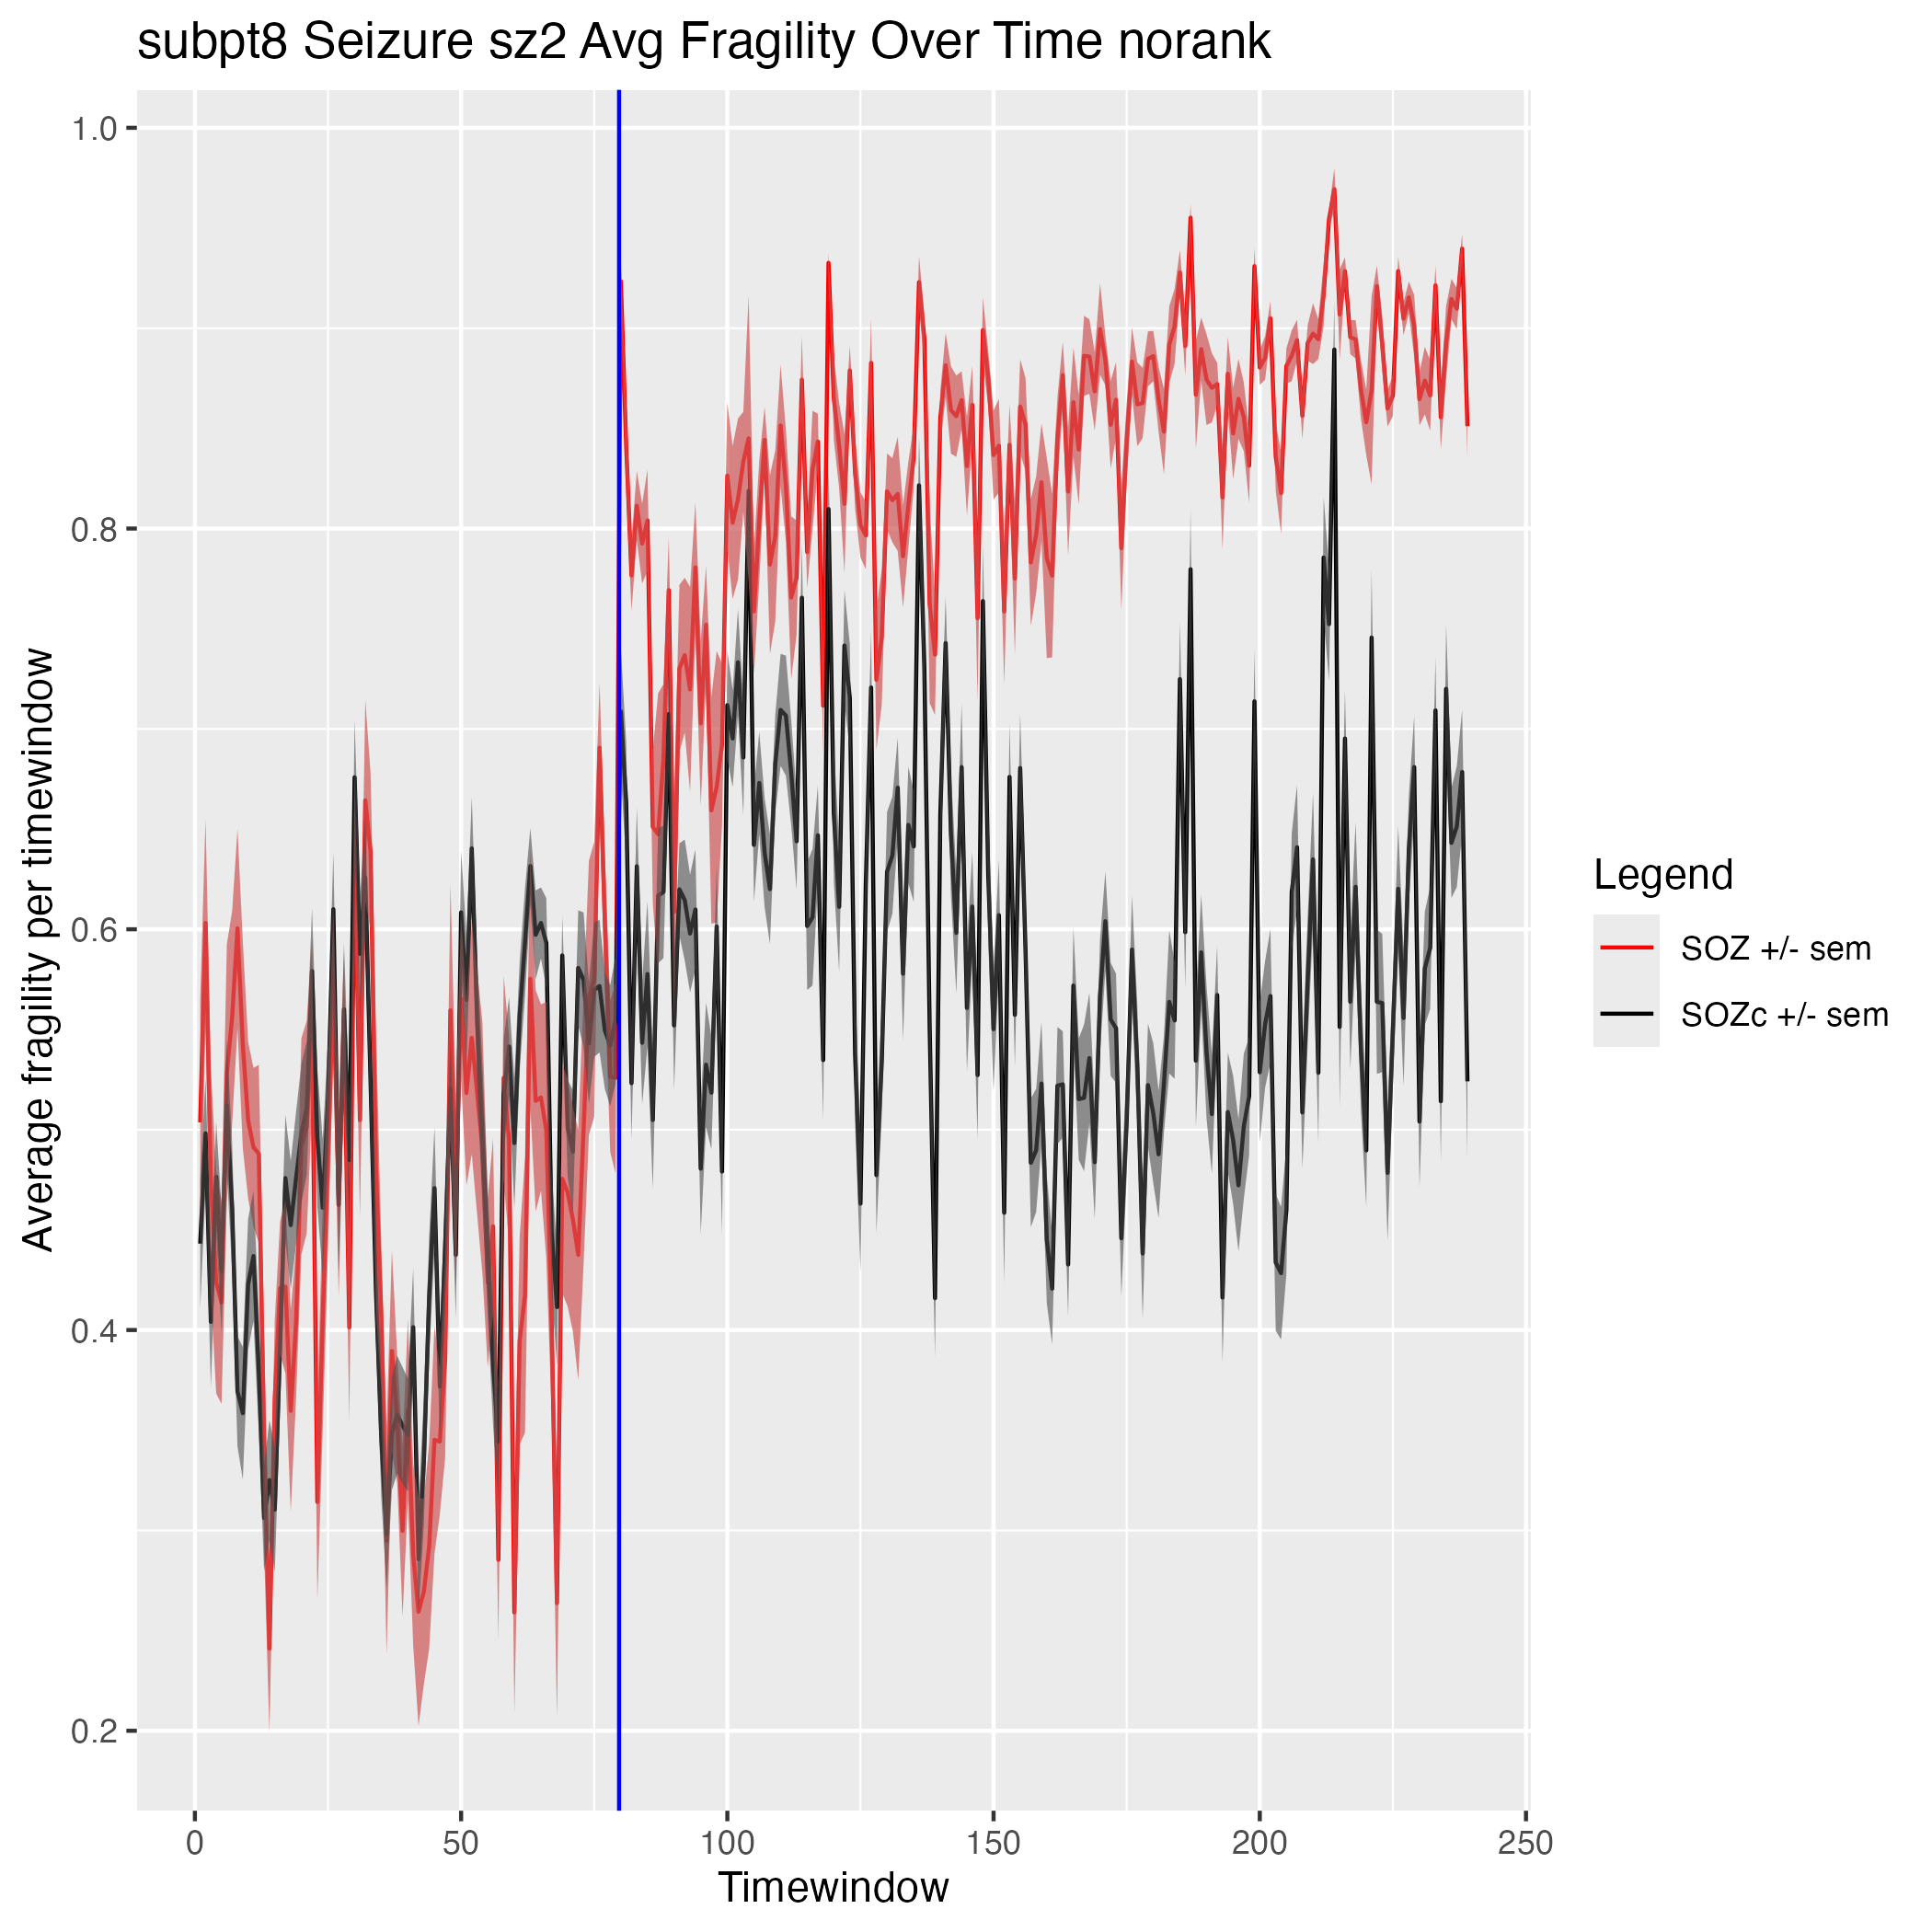 subpt8 Seizure sz2 Avg Fragility Over Time norank
Average fragility per timewindow
1.0
0.8
0.6
0.4
0.2
0 50 100 150 200 250
Timewindow
Legend
SOZ +/- sem
SOZc +/- sem